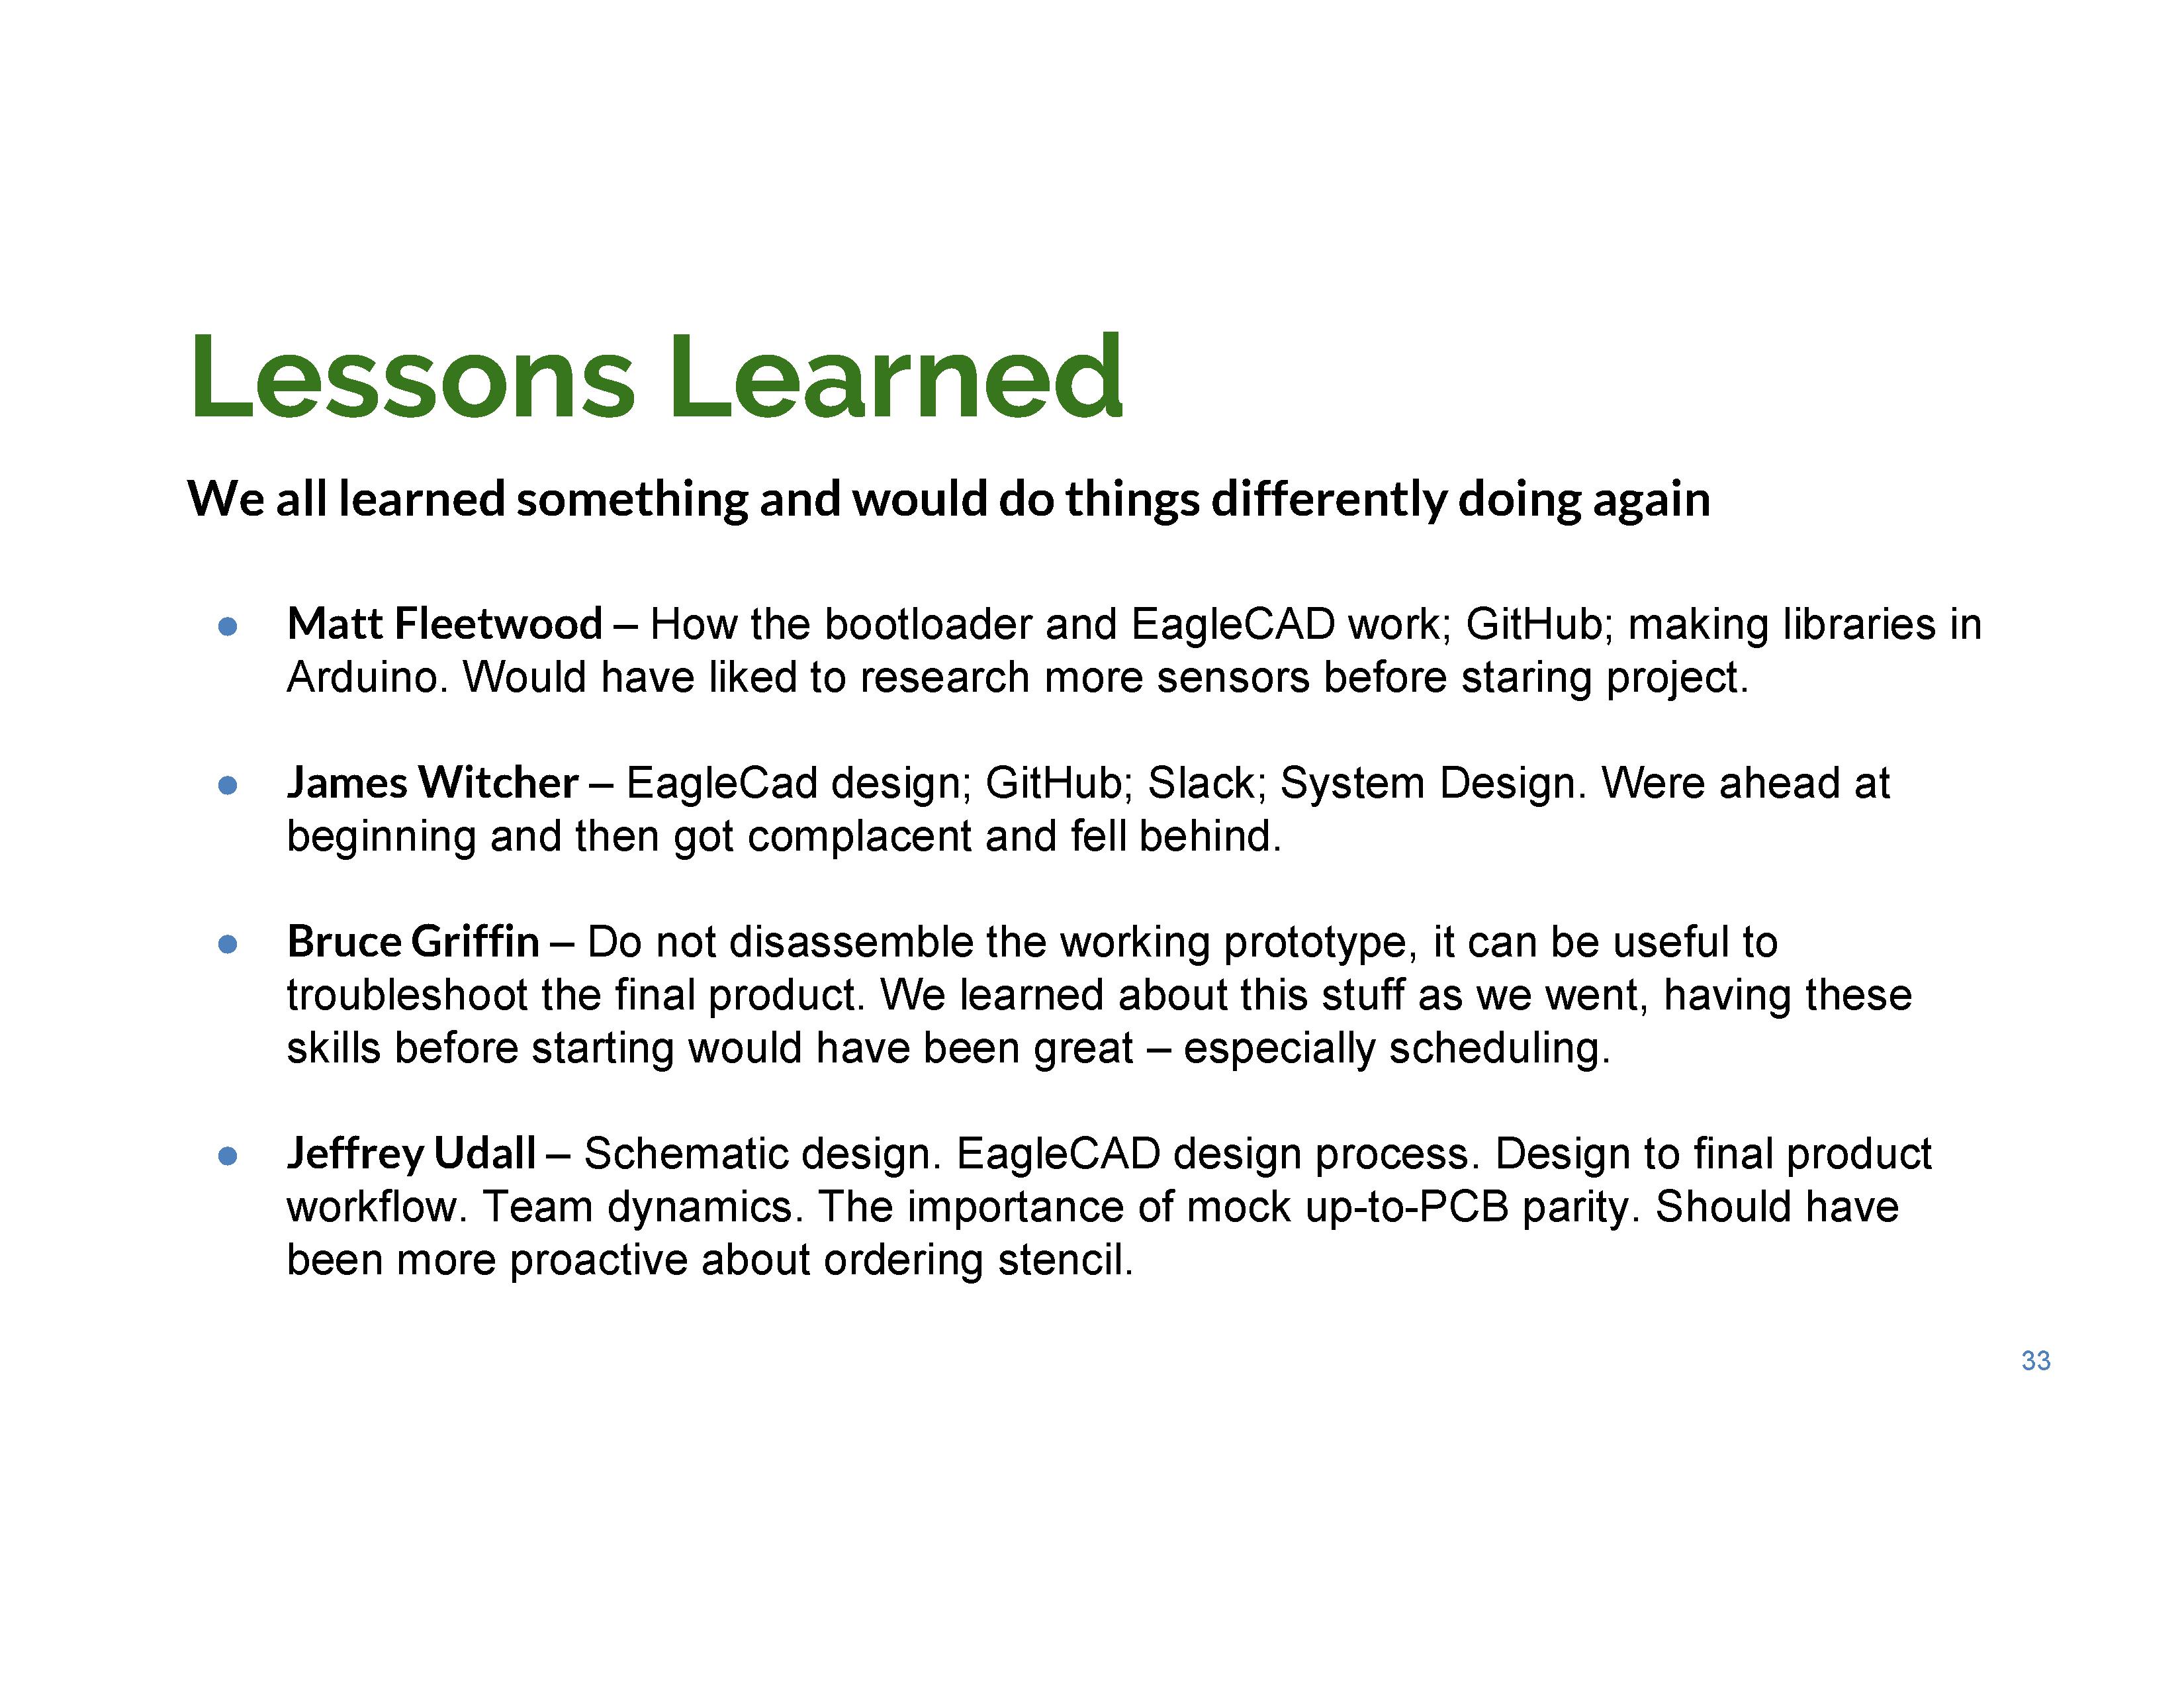 Lessons Learned
We all learned something and would do things differently doing again
● Matt Fleetwood – How the bootloader and EagleCAD work; GitHub; making libraries in
Arduino. Would have liked to research more sensors before staring project.
● James Witcher – EagleCad design; GitHub; Slack; System Design. Were ahead at
beginning and then got complacent and fell behind.
● Bruce Griffin – Do not disassemble the working prototype, it can be useful to
troubleshoot the final product. We learned about this stuff as we went, having these
skills before starting would have been great – especially scheduling.
● Jeffrey Udall – Schematic design. EagleCAD design process. Design to final product
workflow. Team dynamics. The importance of mock up-to-PCB parity. Should have
been more proactive about ordering stencil.
33